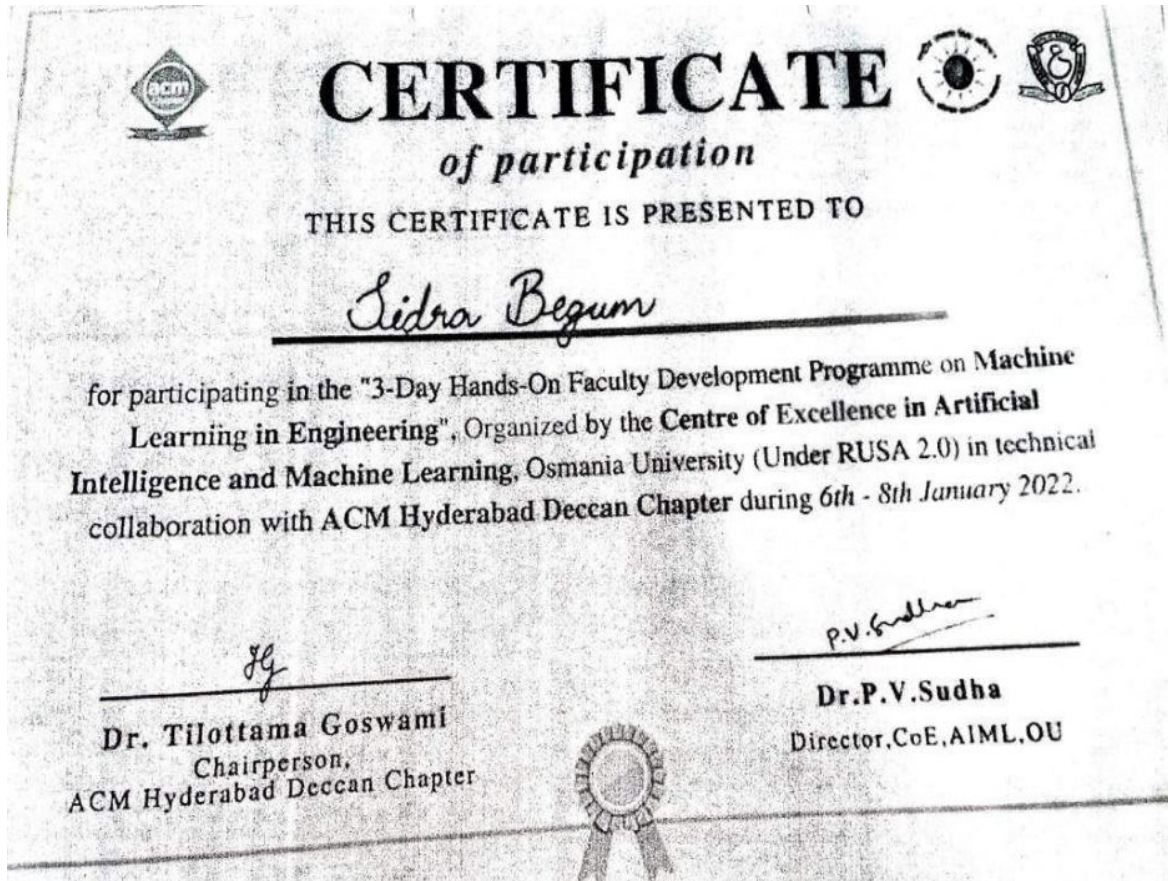 acm
CERTIFICATE
of participation
THIS CERTIFICATE IS PRESENTED TO
Sidra Begum
for participating in the "3-Day Hands-On Faculty Development Programme on Machine
Learning in Engineering", Organized by the Centre of Excellence in Artificial
Intelligence and Machine Learning, Osmania University (Under RUSA 2.0) in technical
collaboration with ACM Hyderabad Deccan Chapter during 6th - 8th January 2022.
P.V.Sudha
Dr. Tilottama Goswami
Chairperson,
ACM Hyderabad Deccan Chapter
Dr.P.V.Sudha
Director,CoE,AIML,OU